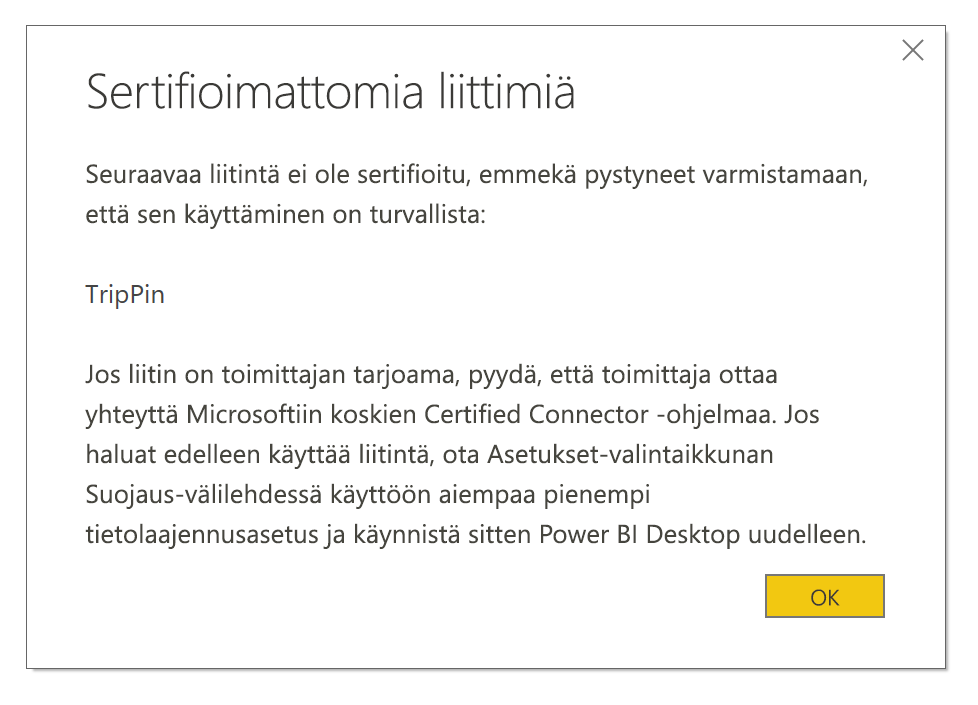 Sertifioimattomia liittimiä
Seuraavaa liitintä ei ole sertifioitu, emmekä pystyneet varmistamaan,
että sen käyttäminen on turvallista:
TripPin
Jos liitin on toimittajan tarjoama, pyydä, että toimittaja ottaa
yhteyttä Microsoftiin koskien Certified Connector -ohjelmaa. Jos
haluat edelleen käyttää liitintä, ota Asetukset-valintaikkunan
Suojaus-välilehdessä käyttöön aiempaa pienempi
tietolaajennusasetus ja käynnistä sitten Power BI Desktop uudelleen.
OK